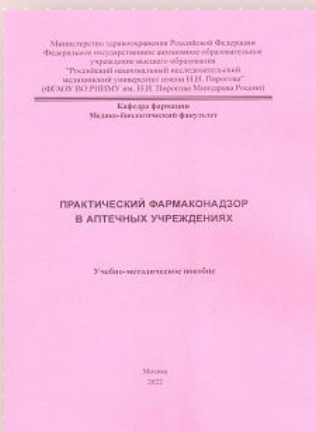 Министерство здравоохранения Российской Федерации
Федеральное государственное автономное образовательное
учреждение высшего образования
"Российский национальный исследовательский
медицинский университет имени Н.И. Пирогова"
(ФГАОУ ВО РНИМУ им. Н.И. Пирогова Минздрава России)
Кафедра фармации
Медико-биологический факультет
ПРАКТИЧЕСКИЙ ФАРМАКОНАДЗОР
В АПТЕЧНЫХ УЧРЕЖДЕНИЯХ
Учебно-методическое пособие
Москва
2022